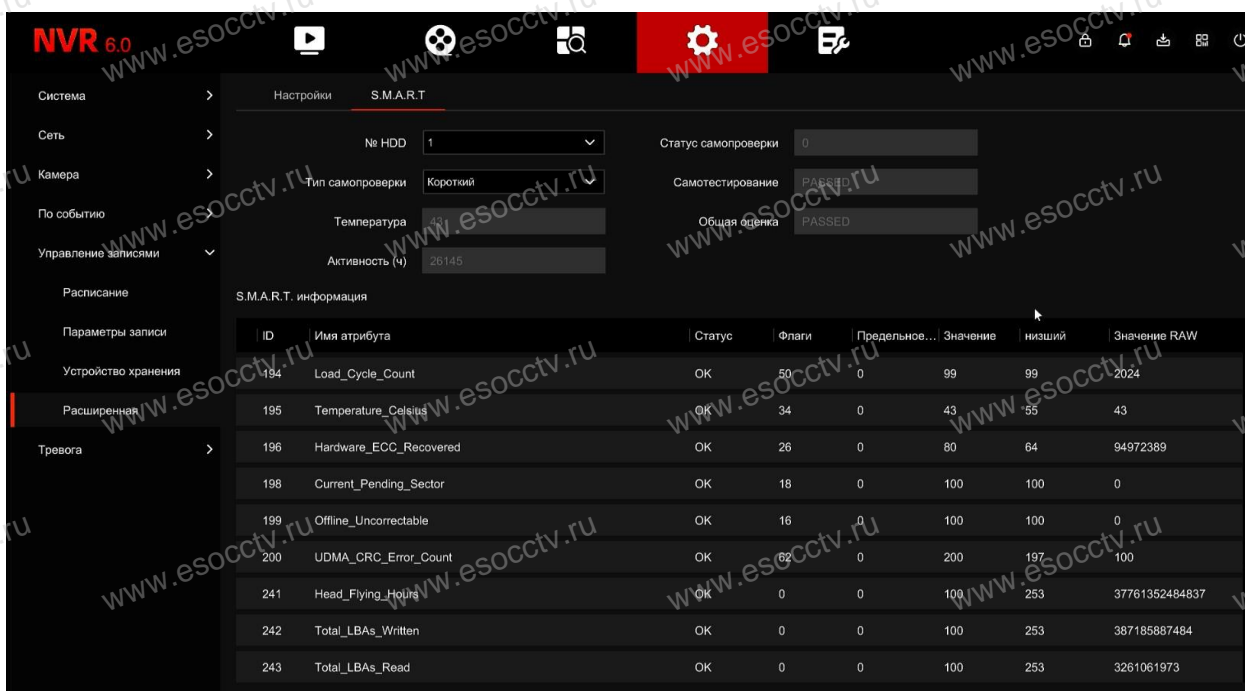 NVR 6.0
Система
Сеть
Камера
По событию
Управление записями
Расписание
Параметры записи
Устройство хранения
Расширенная
Тревога
Настройки S.M.A.R.T
№ HDD 1 Статус самопроверки 0
Тип самопроверки Короткий Самотестирование PASSED
Температура 43 Общая оценка PASSED
Активность (ч) 26145
S.M.A.R.T. информация
ID Имя атрибута Статус Флаги Предельное... Значение низший Значение RAW
194 Load_Cycle_Count OK 50 0 99 99 2024
195 Temperature_Celsius OK 34 0 43 55 43
196 Hardware_ECC_Recovered OK 26 0 80 64 94972389
198 Current_Pending_Sector OK 18 0 100 100 0
199 Offline_Uncorrectable OK 16 0 100 100 0
200 UDMA_CRC_Error_Count OK 62 0 200 197 100
241 Head_Flying_Hours OK 0 0 100 253 37761352484837
242 Total_LBAs_Written OK 0 0 100 253 387185887484
243 Total_LBAs_Read OK 0 0 100 253 3261061973
www.esocctv.ru